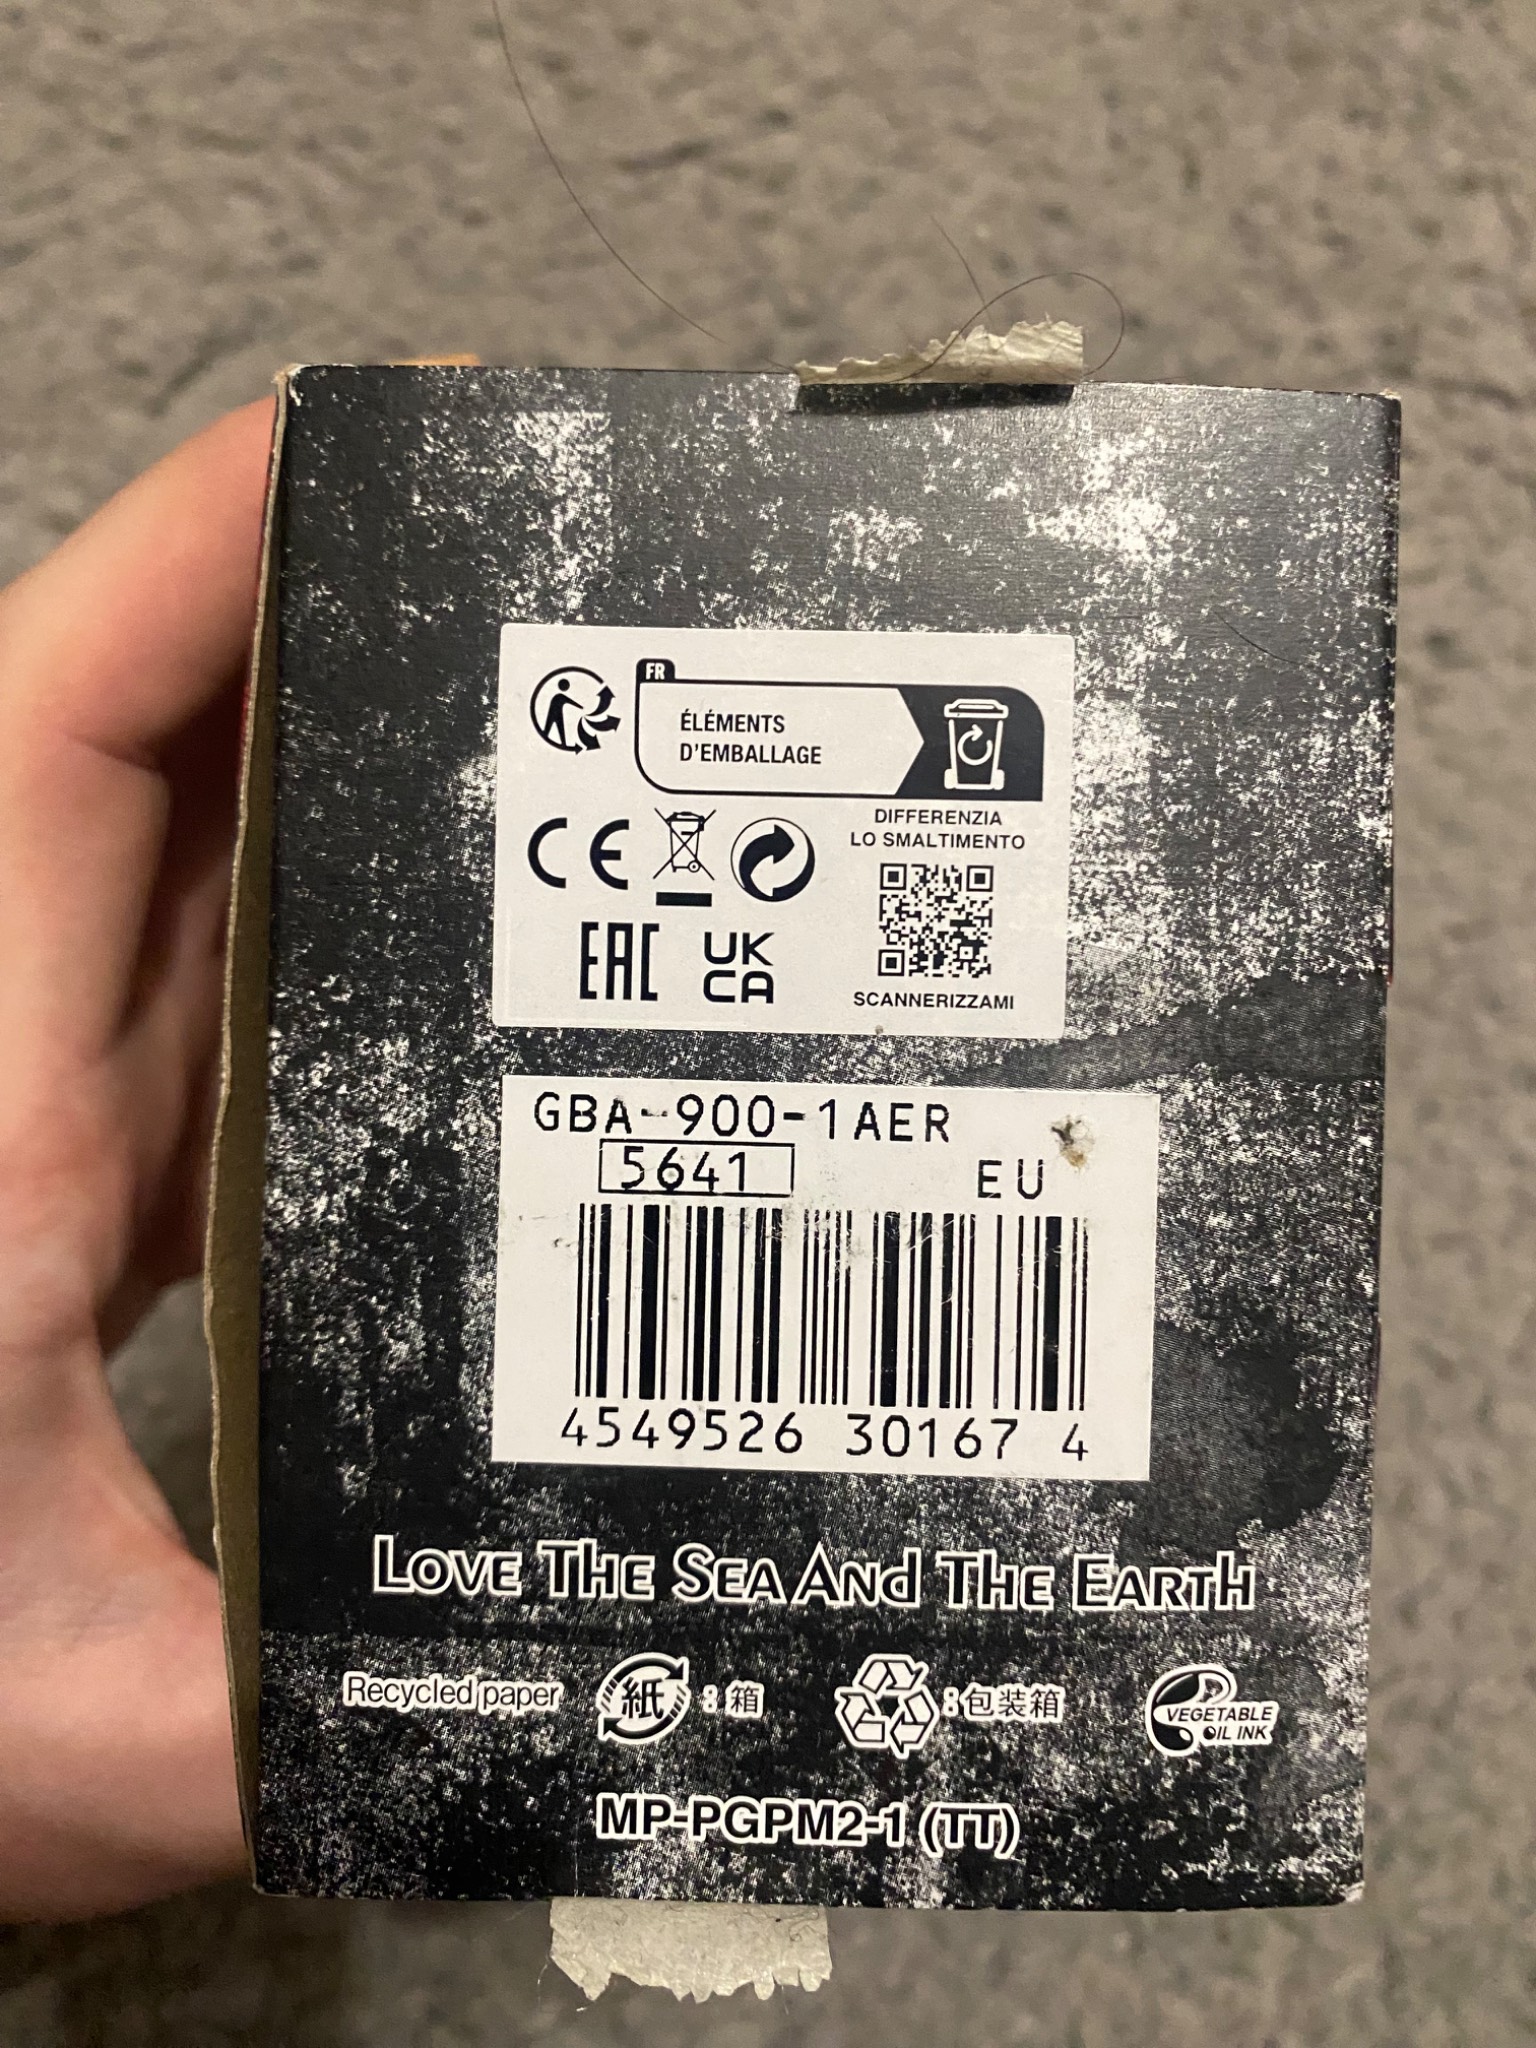 FR
ÉLÉMENTS
D'EMBALLAGE
CE
DIFFERENZIA
LO SMALTIMENTO
EAC
UK
CA
SCANNERIZZAMI
GBA-900-1AER
5641
EU
4549526 30167 4
LOVE THE SEA AND THE EARTH
Recycled paper 紙 : 箱 : 包装箱 VEGETABLE
OIL INK
MP-PGPM2-1 (TT)